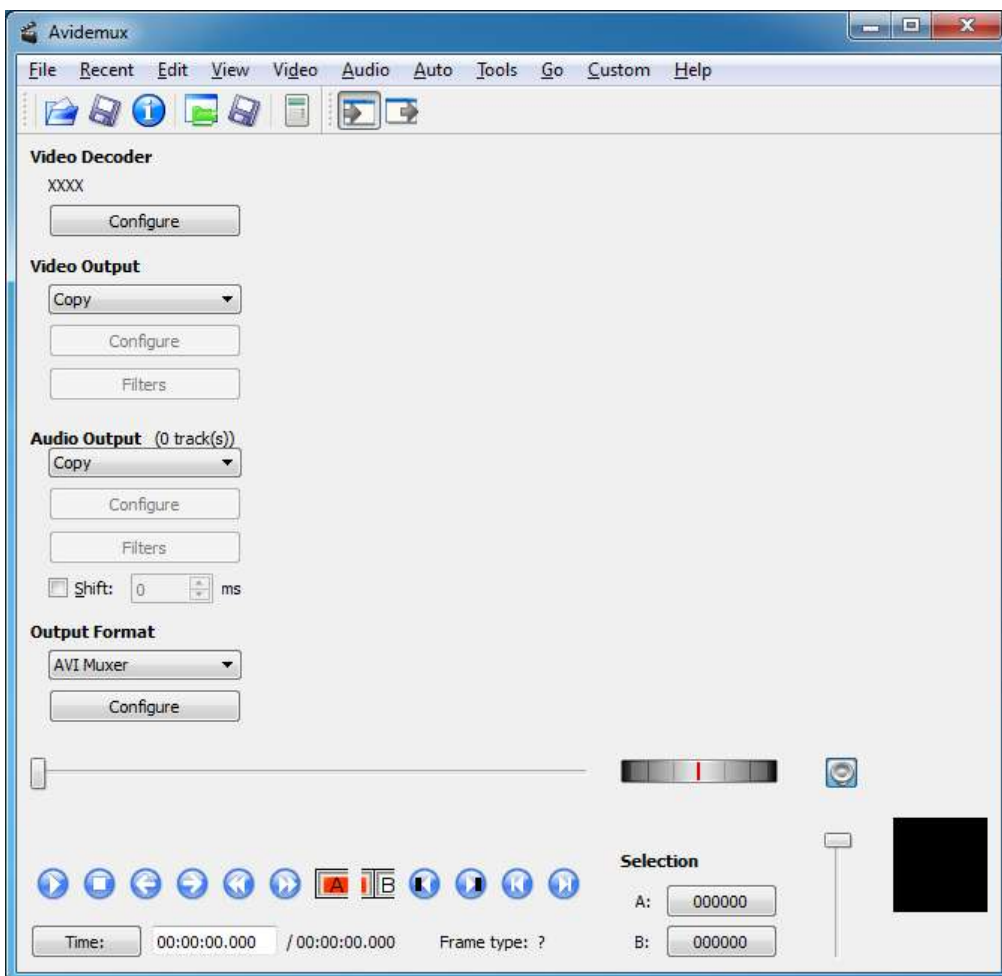 Avidemux
File Recent Edit View Video Audio Auto Tools Go Custom Help
Video Decoder
XXXX
Configure
Video Output
Copy
Configure
Filters
Audio Output (0 track(s))
Copy
Configure
Filters
Shift: 0 ms
Output Format
AVI Muxer
Configure
A B
Selection
A: 000000
Time: 00:00:00.000 / 00:00:00.000 Frame type: ? B: 000000